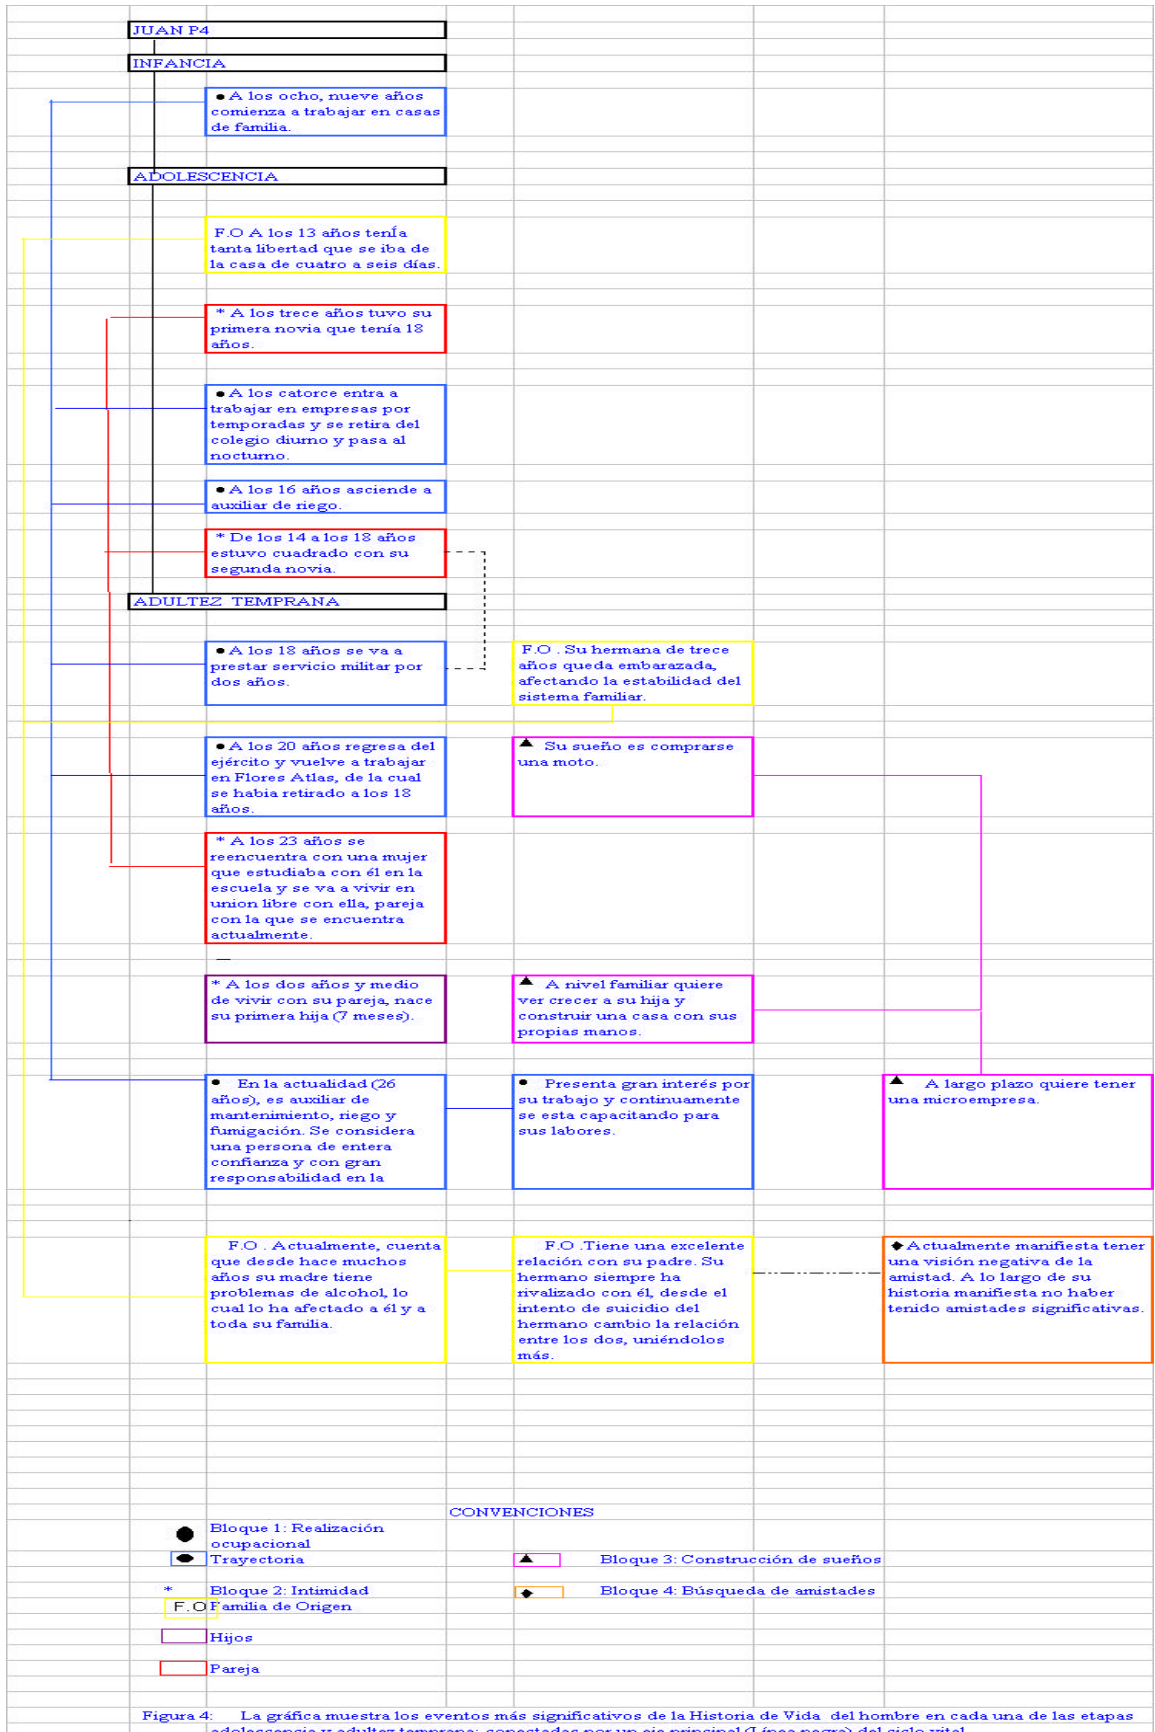 JUAN P4
INFANCIA
● A los ocho, nueve años
comienza a trabajar en casas
de familia.
ADOLESCENCIA
F.O A los 13 años tenÍa
tanta libertad que se iba de
la casa de cuatro a seis días.
* A los trece años tuvo su
primera novia que tenía 18
años.
● A los catorce entra a
trabajar en empresas por
temporadas y se retira del
colegio diurno y pasa al
nocturno.
● A los 16 años asciende a
auxiliar de riego.
* De los 14 a los 18 años
estuvo cuadrado con su
segunda novia.
ADULTEZ TEMPRANA
● A los 18 años se va a
prestar servicio militar por
dos años.
F.O . Su hermana de trece
años queda embarazada,
afectando la estabilidad del
sistema familiar.
● A los 20 años regresa del
ejército y vuelve a trabajar
en Flores Atlas, de la cual
se habia retirado a los 18
años.
▲ Su sueño es comprarse
una moto.
* A los 23 años se
reencuentra con una mujer
que estudiaba con él en la
escuela y se va a vivir en
union libre con ella, pareja
con la que se encuentra
actualmente.
* A los dos años y medio
de vivir con su pareja, nace
su primera hija (7 meses).
▲ A nivel familiar quiere
ver crecer a su hija y
construir una casa con sus
propias manos.
● En la actualidad (26
años), es auxiliar de
mantenimiento, riego y
fumigación. Se considera
una persona de entera
confianza y con gran
responsabilidad en la
● Presenta gran interés por
su trabajo y continuamente
se esta capacitando para
sus labores.
▲ A largo plazo quiere tener
una microempresa.
F.O . Actualmente, cuenta
que desde hace muchos
años su madre tiene
problemas de alcohol, lo
cual lo ha afectado a él y a
toda su familia.
F.O .Tiene una excelente
relación con su padre. Su
hermano siempre ha
rivalizado con él, desde el
intento de suicidio del
hermano cambio la relación
entre los dos, uniéndolos
más.
◆ Actualmente manifiesta tener
una visión negativa de la
amistad. A lo largo de su
historia manifiesta no haber
tenido amistades significativas.
CONVENCIONES
● Bloque 1: Realización
ocupacional
● Trayectoria
▲ Bloque 3: Construcción de sueños
* Bloque 2: Intimidad
◆ Bloque 4: Búsqueda de amistades
F.O Familia de Origen
Hijos
Pareja
Figura 4: La gráfica muestra los eventos más significativos de la Historia de Vida del hombre en cada una de las etapas
adolescencia y adultez temprana; conectadas por un eje principal (Línea negra) del ciclo vital